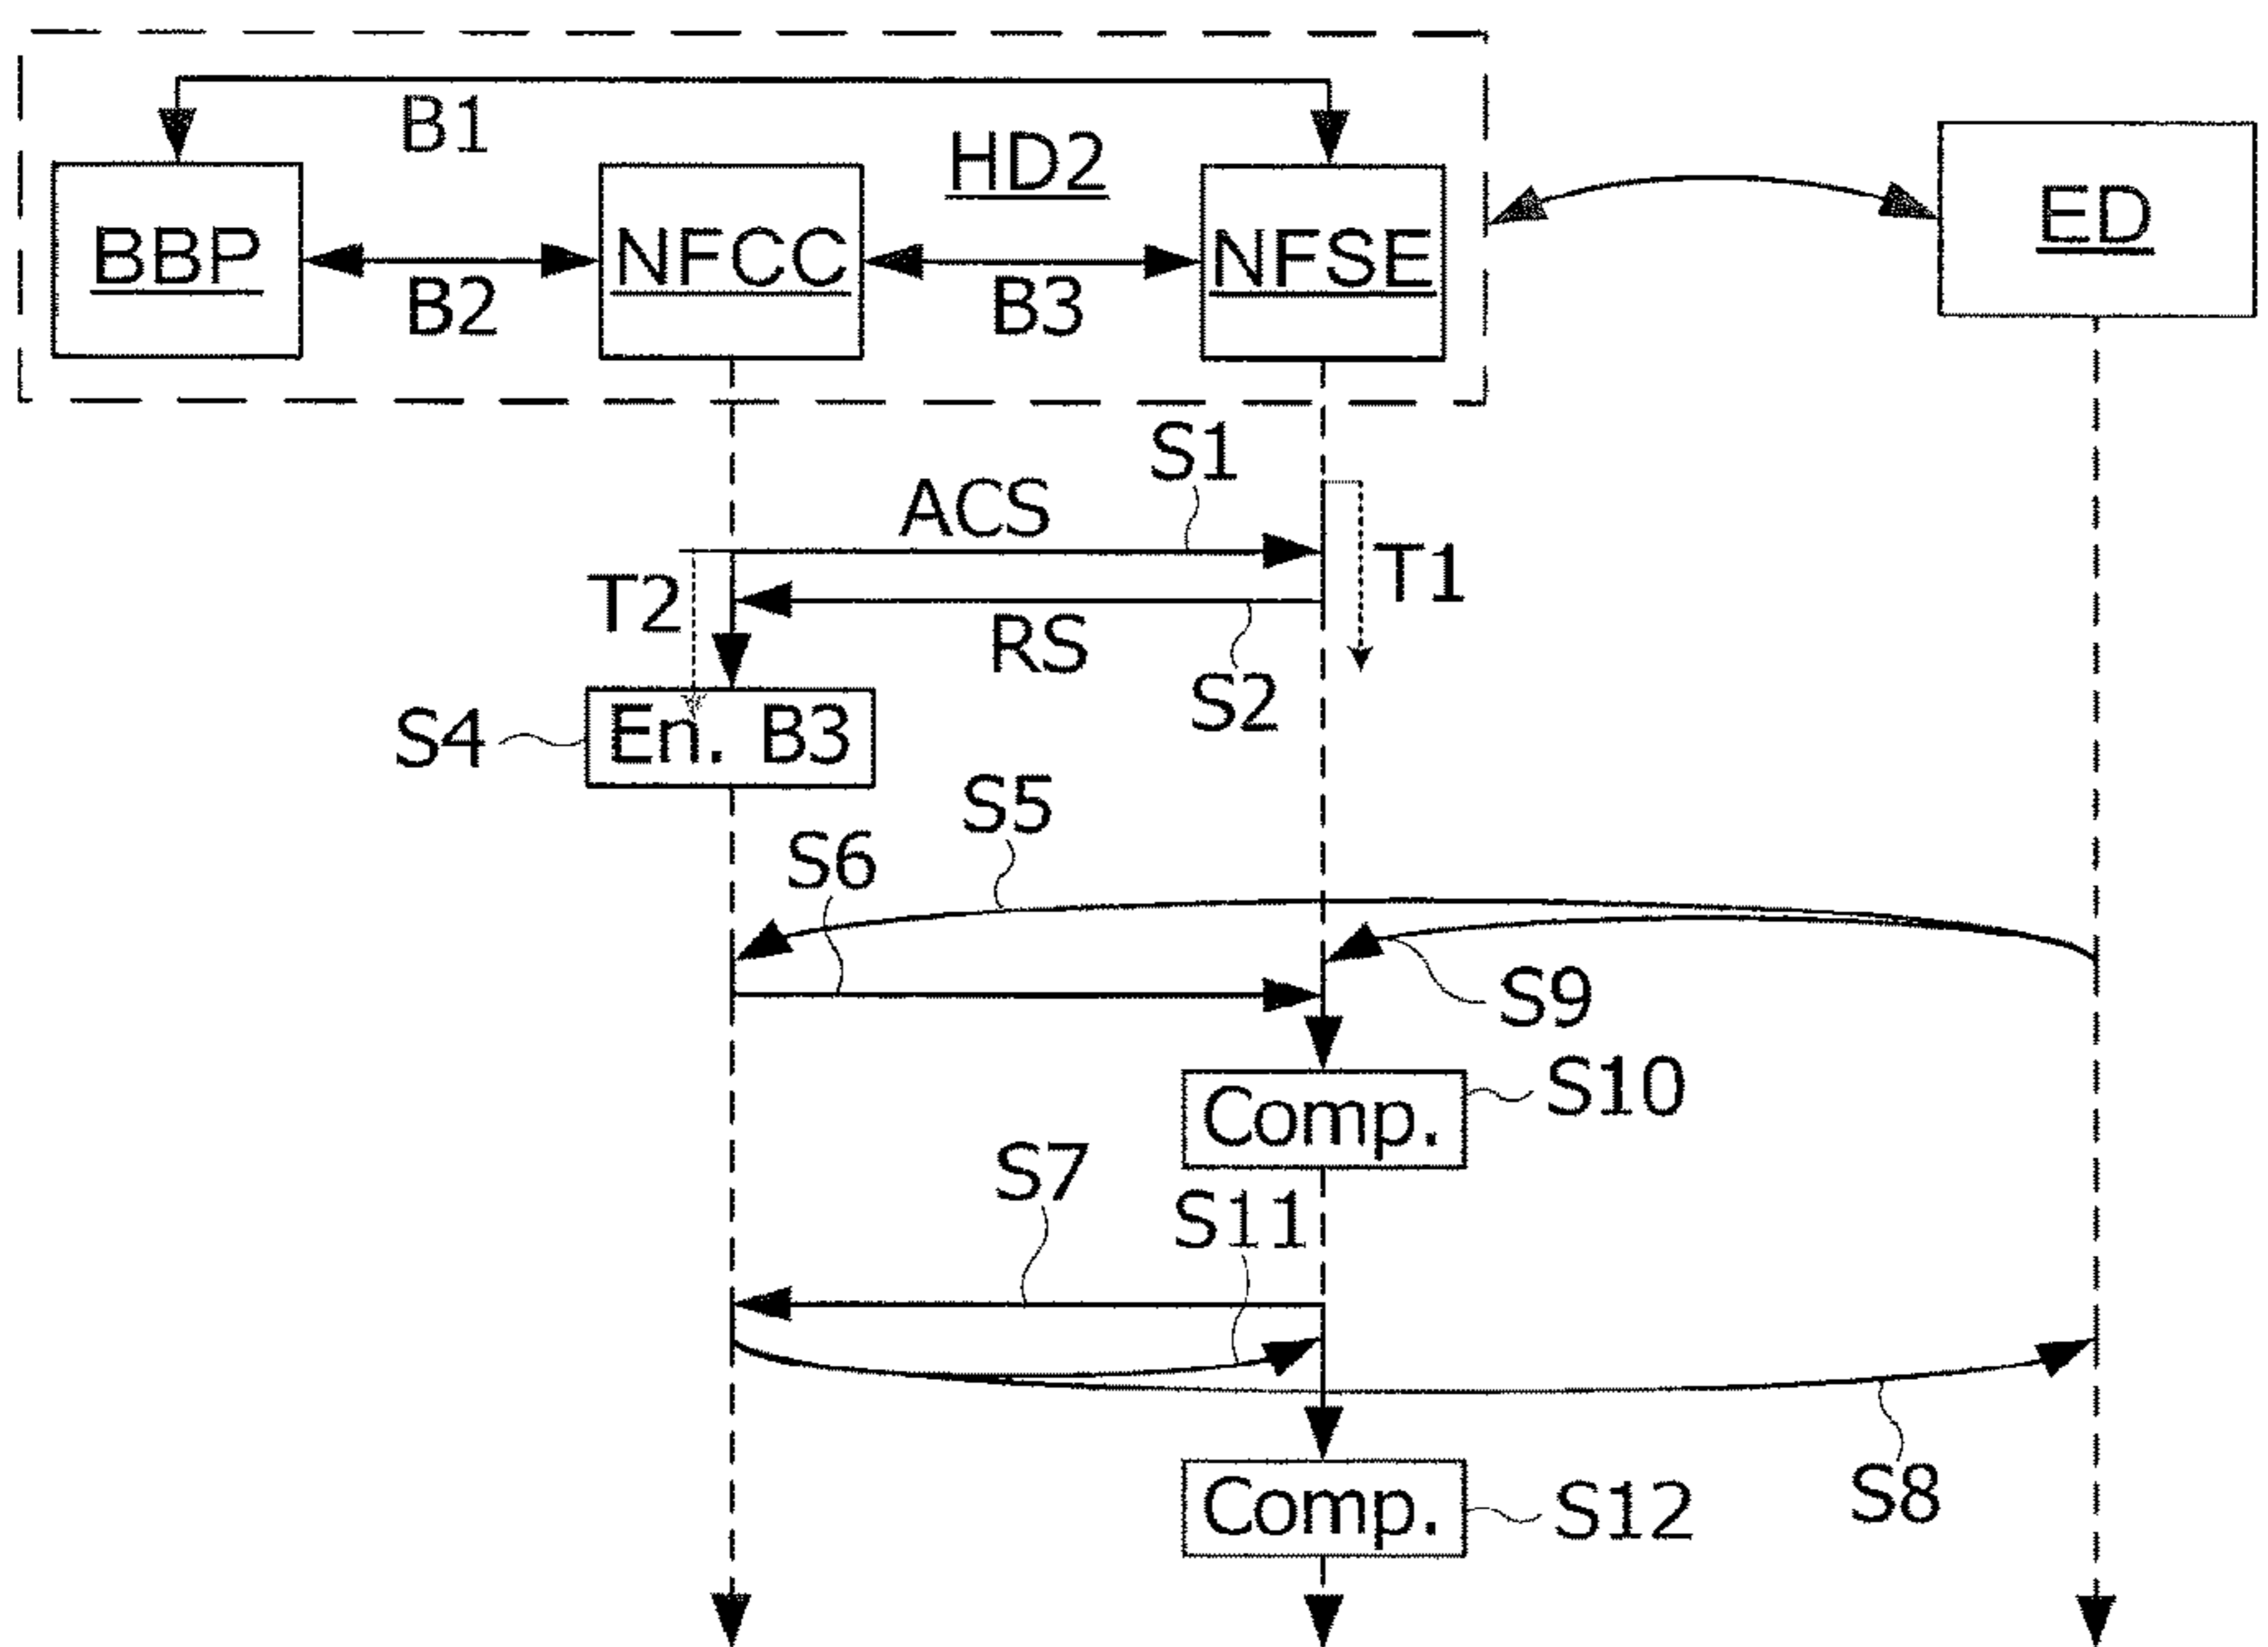 B1
HD2
BBP
NFCC
NFSE
ED
B2
B3
S1
ACS
T1
T2
RS
S2
S4
En. B3
S5
S6
S9
S10
Comp.
S7
S11
S8
Comp.
S12